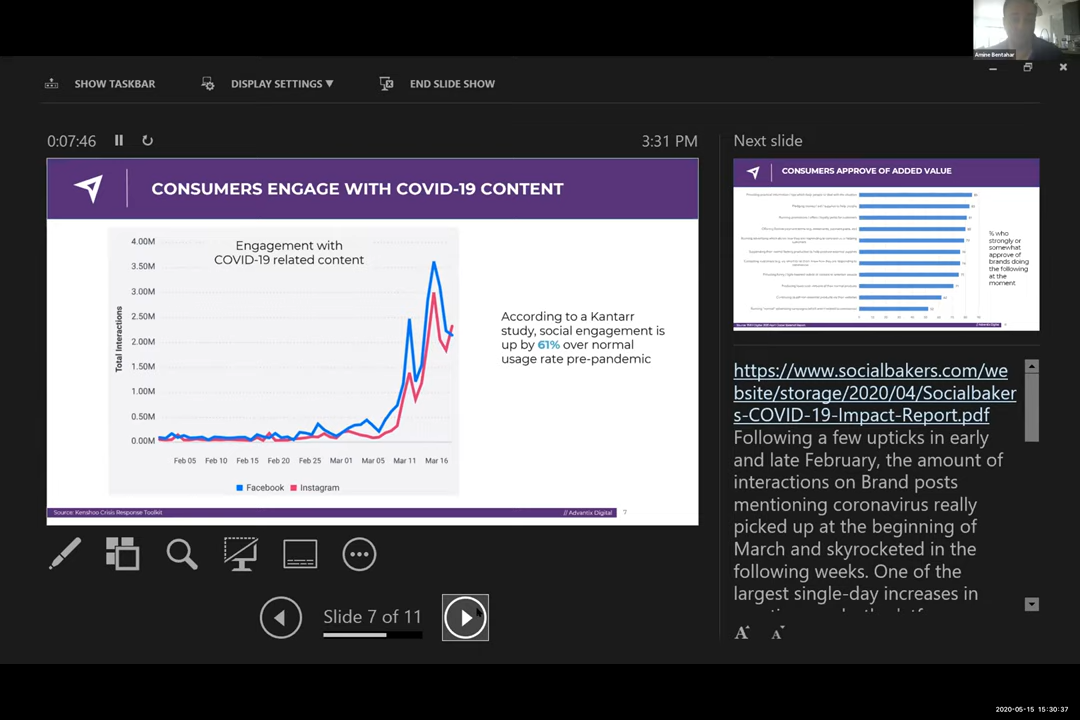 Amine Bentahar
SHOW TASKBAR
DISPLAY SETTINGS ▼
END SLIDE SHOW
0:07:46
3:31 PM
Next slide
CONSUMERS ENGAGE WITH COVID-19 CONTENT
Engagement with
COVID-19 related content
Total Interactions
4.00M
3.50M
3.00M
2.50M
2.00M
1.50M
1.00M
0.50M
0.00M
Feb 05 Feb 10 Feb 15 Feb 20 Feb 25 Mar 01 Mar 05 Mar 11 Mar 16
Facebook Instagram
According to a Kantarr
study, social engagement is
up by 61% over normal
usage rate pre-pandemic
Source: Kenshoo Crisis Response Toolkit
// Advantix Digital 7
CONSUMERS APPROVE OF ADDED VALUE
% who
strongly or
somewhat
approve of
brands doing
the following
at the
moment
https://www.socialbakers.com/we
bsite/storage/2020/04/Socialbaker
s-COVID-19-Impact-Report.pdf
Following a few upticks in early
and late February, the amount of
interactions on Brand posts
mentioning coronavirus really
picked up at the beginning of
March and skyrocketed in the
following weeks. One of the
largest single-day increases in
Slide 7 of 11
A A
2020-05-15 15:30:37